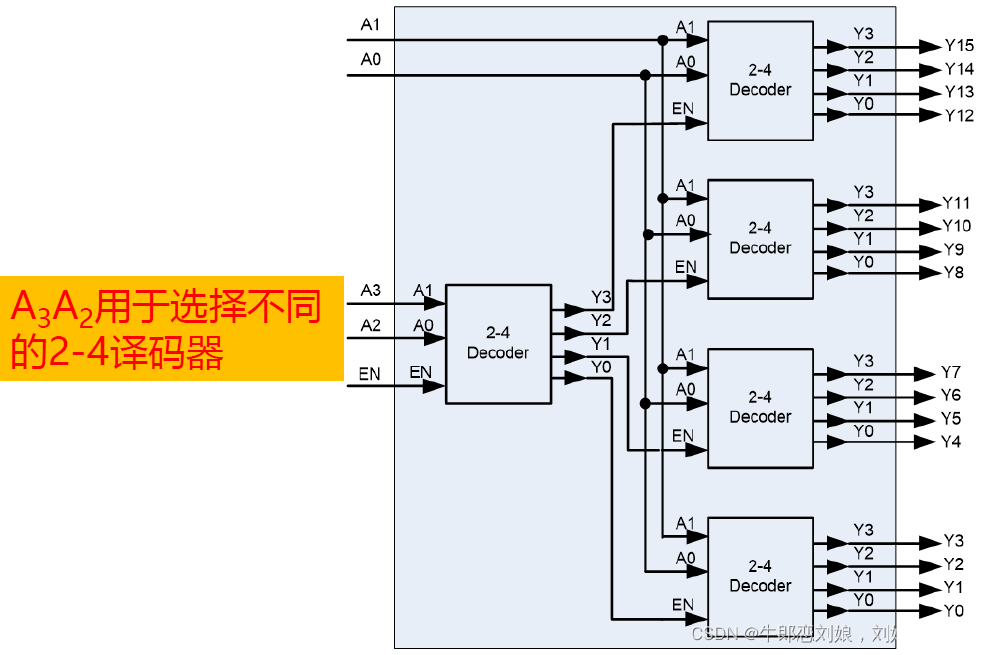 A1
A0
A1
A0
EN
2-4
Decoder
Y3
Y2
Y1
Y0
Y15
Y14
Y13
Y12
A1
A0
EN
2-4
Decoder
Y3
Y2
Y1
Y0
Y11
Y10
Y9
Y8
A3A2用于选择不同
的2-4译码器
A3
A2
EN
A1
A0
EN
2-4
Decoder
Y3
Y2
Y1
Y0
A1
A0
EN
2-4
Decoder
Y3
Y2
Y1
Y0
Y7
Y6
Y5
Y4
A1
A0
EN
2-4
Decoder
Y3
Y2
Y1
Y0
Y3
Y2
Y1
Y0
CSDN @牛郎恋刘娘，刘